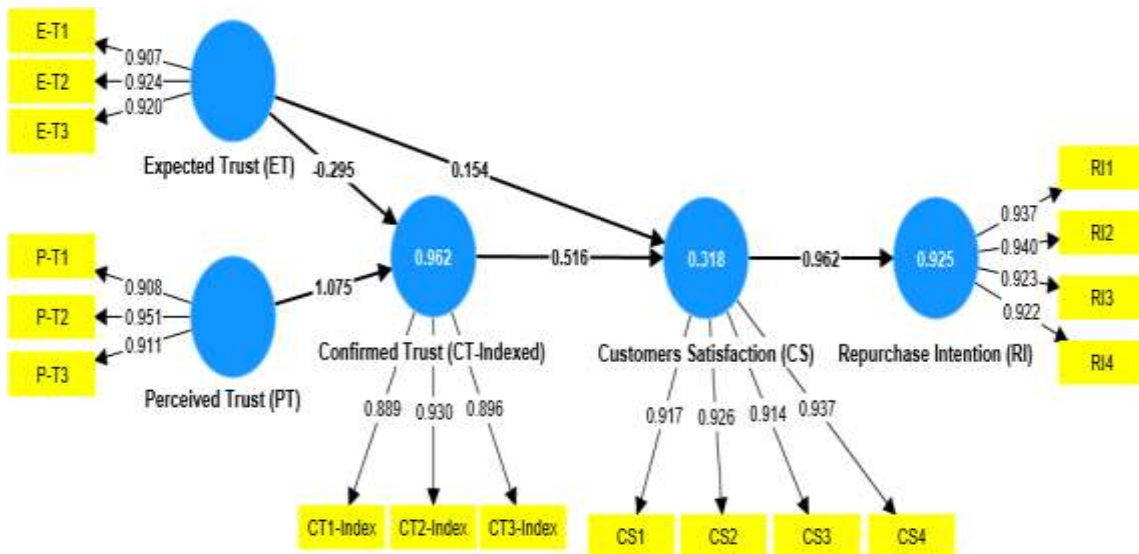 E-T1
0.907
E-T2
0.924
0.920
E-T3
Expected Trust (ET)
-0.295
0.154
P-T1
0.908
P-T2
0.951
0.911
P-T3
Perceived Trust (PT)
1.075
0.962
Confirmed Trust (CT-Indexed)
0.516
0.318
Customers Satisfaction (CS)
0.962
0.925
Repurchase Intention (RI)
RI1
0.937
RI2
0.940
0.923
RI3
0.922
RI4
0.889
0.930
0.896
CT1-Index
CT2-Index
CT3-Index
0.917
0.926
0.914
0.937
CS1
CS2
CS3
CS4